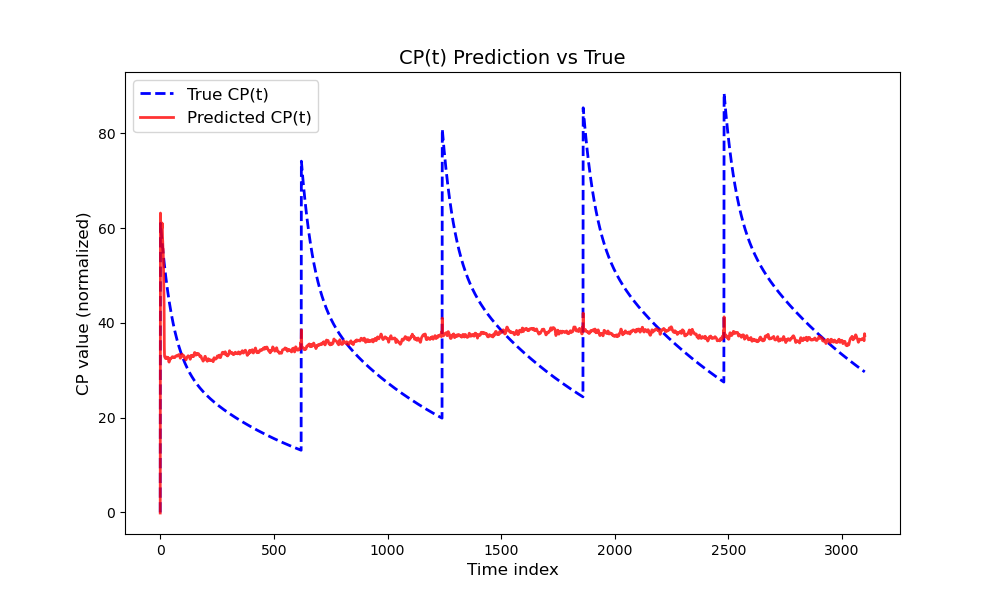 CP(t) Prediction vs True
True CP(t)
Predicted CP(t)
CP value (normalized)
80
60
40
20
0
0 500 1000 1500 2000 2500 3000
Time index